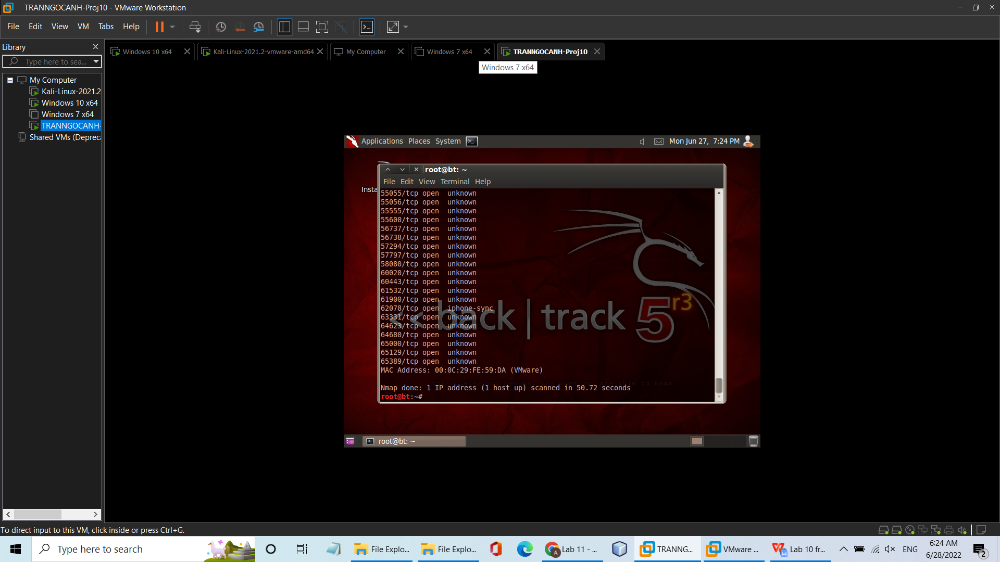 TRANNGOCANH-Proj10 - VMware Workstation
File Edit View VM Tabs Help
Library
Type here to sea...
My Computer
Kali-Linux-2021.2
Windows 10 x64
Windows 7 x64
TRANNGOCANH-
Shared VMs (Depreca
Windows 10 x64
Kali-Linux-2021.2-vmware-amd64
My Computer
Windows 7 x64
TRANNGOCANH-Proj10
Windows 7 x64
Applications Places System
Mon Jun 27, 7:24 PM
Insta
root@bt: ~
File Edit View Terminal Help
55055/tcp open unknown
55056/tcp open unknown
55555/tcp open unknown
55600/tcp open unknown
56737/tcp open unknown
56738/tcp open unknown
57294/tcp open unknown
57797/tcp open unknown
58080/tcp open unknown
60020/tcp open unknown
60443/tcp open unknown
61532/tcp open unknown
61900/tcp open unknown
62078/tcp open iphone-sync
63331/tcp open unknown
64623/tcp open unknown
64680/tcp open unknown
65000/tcp open unknown
65129/tcp open unknown
65389/tcp open unknown
MAC Address: 00:0C:29:FE:59:DA (VMware)
Nmap done: 1 IP address (1 host up) scanned in 50.72 seconds
root@bt:~#
<<back|track 5 r3
root@bt: ~
To direct input to this VM, click inside or press Ctrl+G.
Type here to search
File Explo...
File Explo...
Lab 11 - ...
TRANNG...
VMware ...
Lab 10 fr...
ENG
6:24 AM
6/28/2022
2